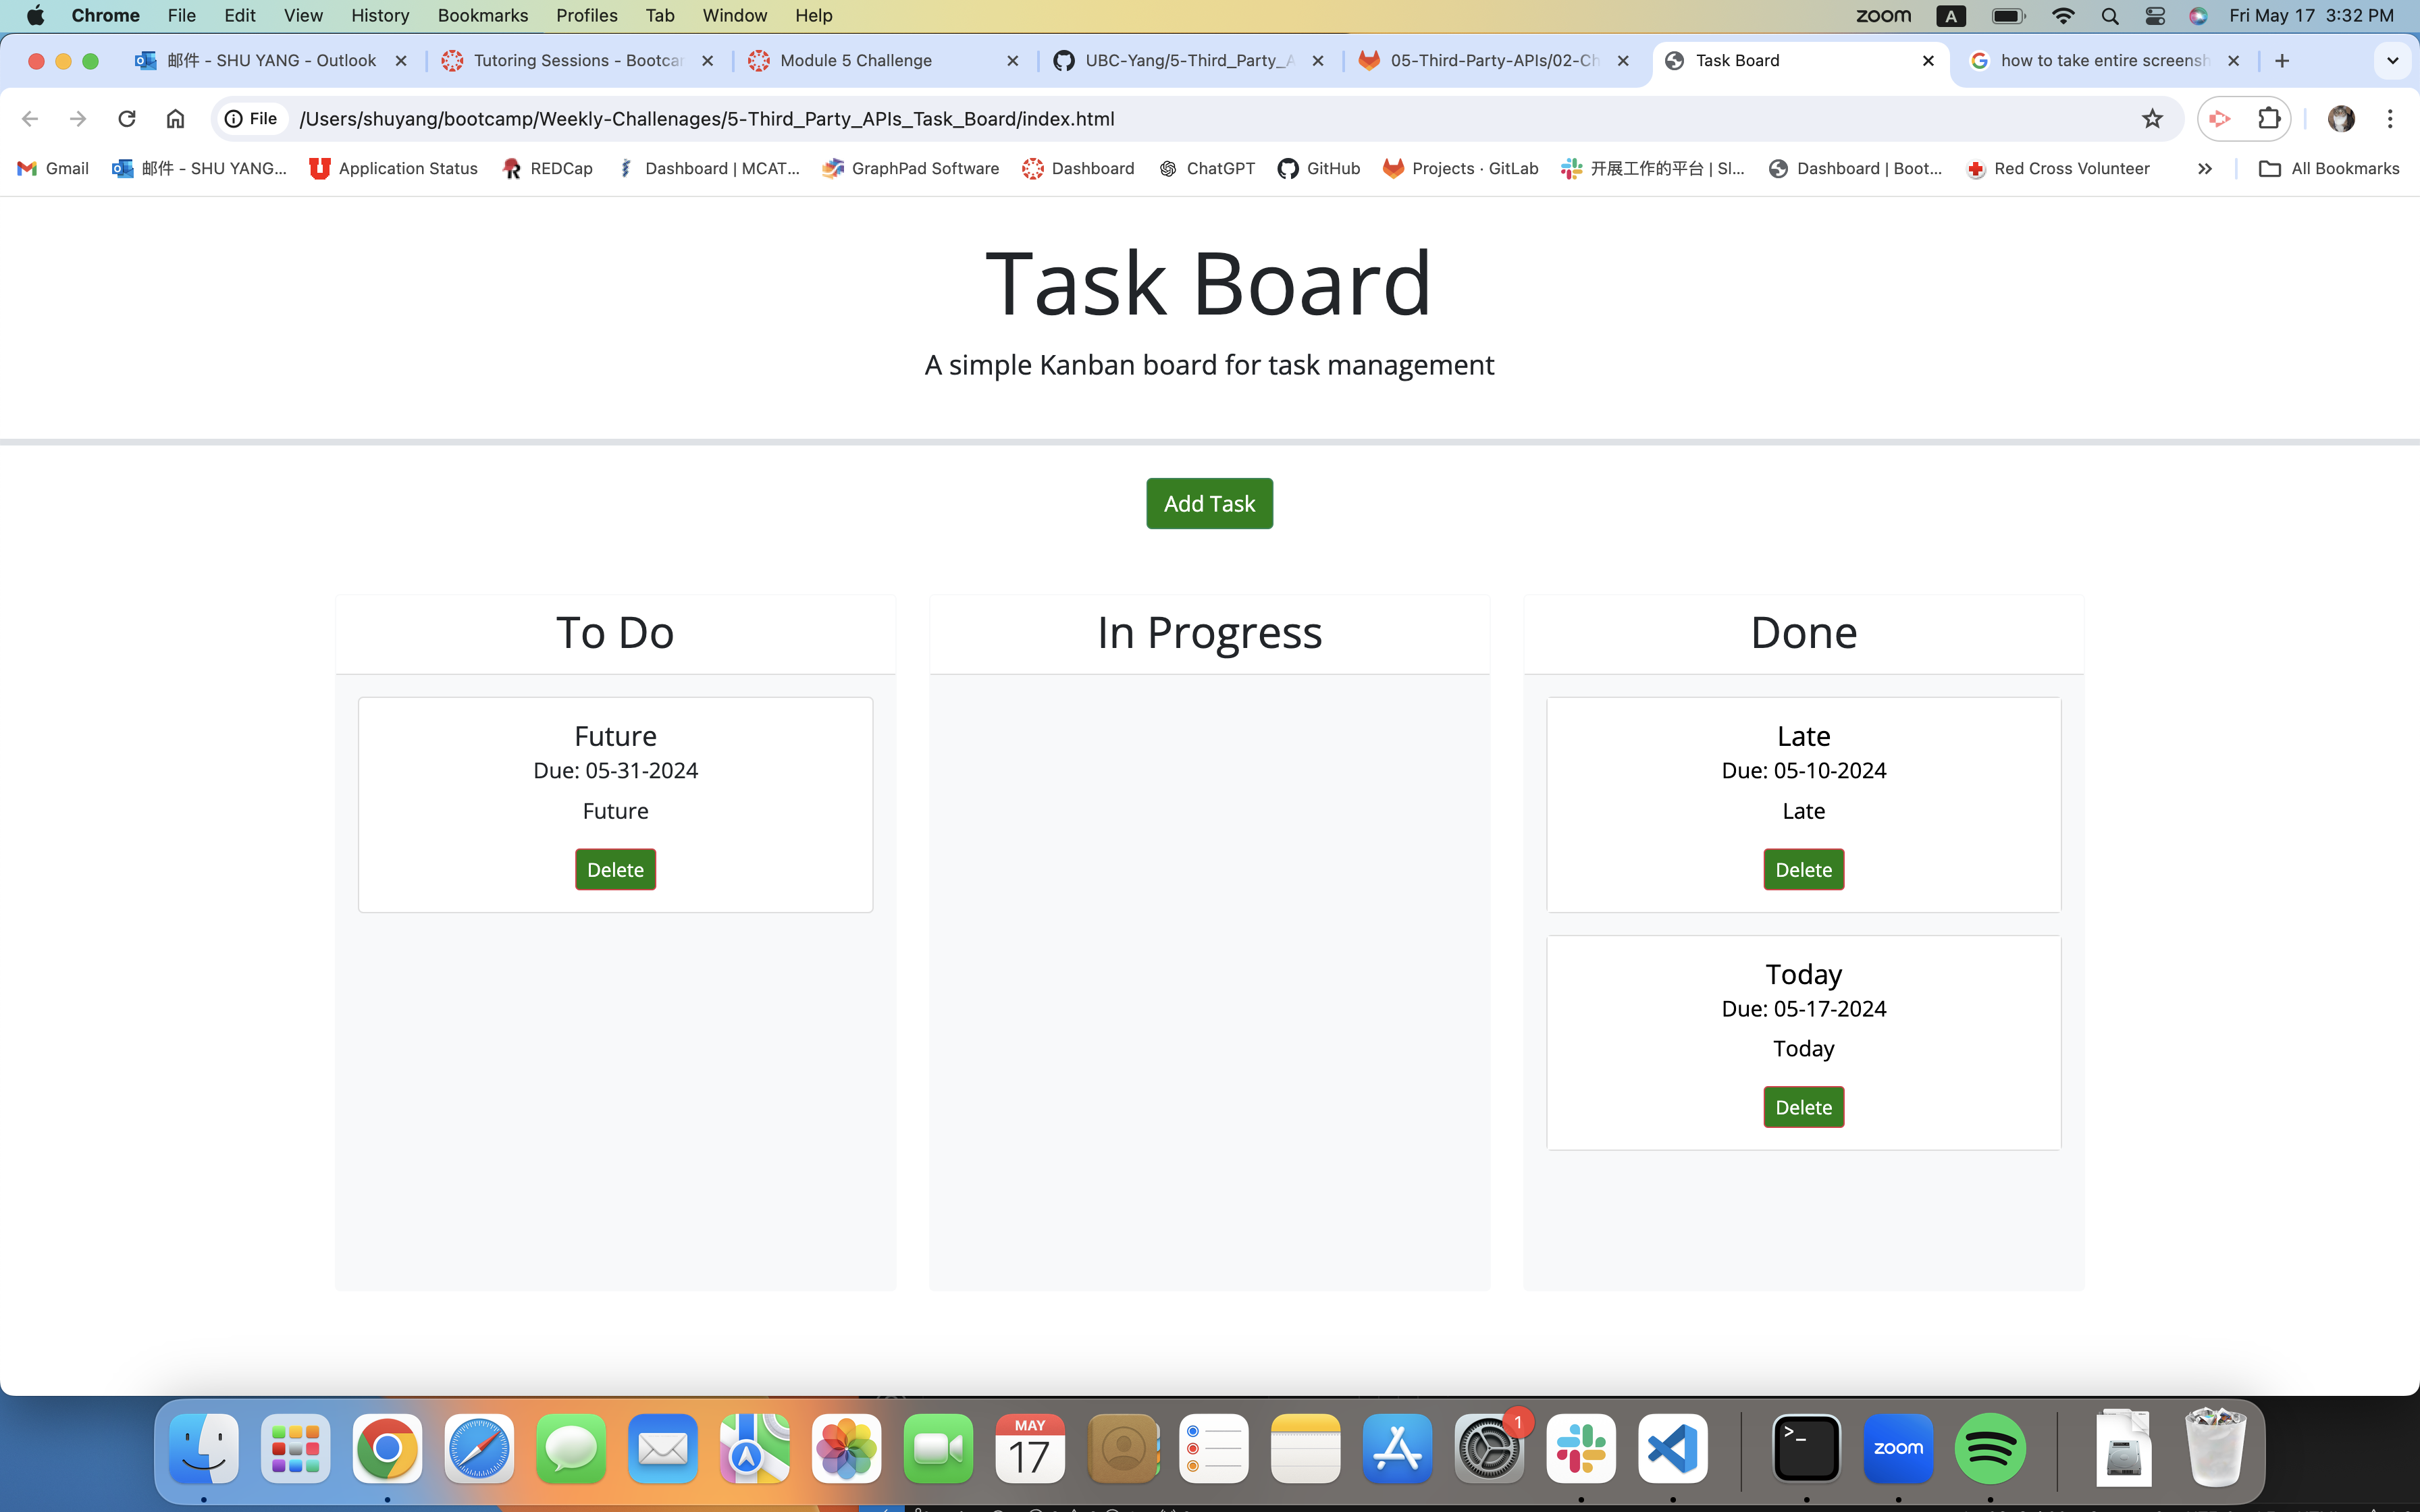 Chrome File Edit View History Bookmarks Profiles Tab Window Help zoom A Fri May 17 3:32 PM
邮件 - SHU YANG - Outlook Tutoring Sessions - Bootcar Module 5 Challenge UBC-Yang/5-Third_Party_A 05-Third-Party-APIs/02-Ch Task Board how to take entire screensh
File /Users/shuyang/bootcamp/Weekly-Challenages/5-Third_Party_APIs_Task_Board/index.html
Gmail 邮件 - SHU YANG... Application Status REDCap Dashboard | MCAT... GraphPad Software Dashboard ChatGPT GitHub Projects · GitLab 开展工作的平台 | Sl... Dashboard | Boot... Red Cross Volunteer All Bookmarks
Task Board
A simple Kanban board for task management
Add Task
To Do
Future
Due: 05-31-2024
Future
Delete
In Progress
Done
Late
Due: 05-10-2024
Late
Delete
Today
Due: 05-17-2024
Today
Delete
MAY
17
1
>_
zoom